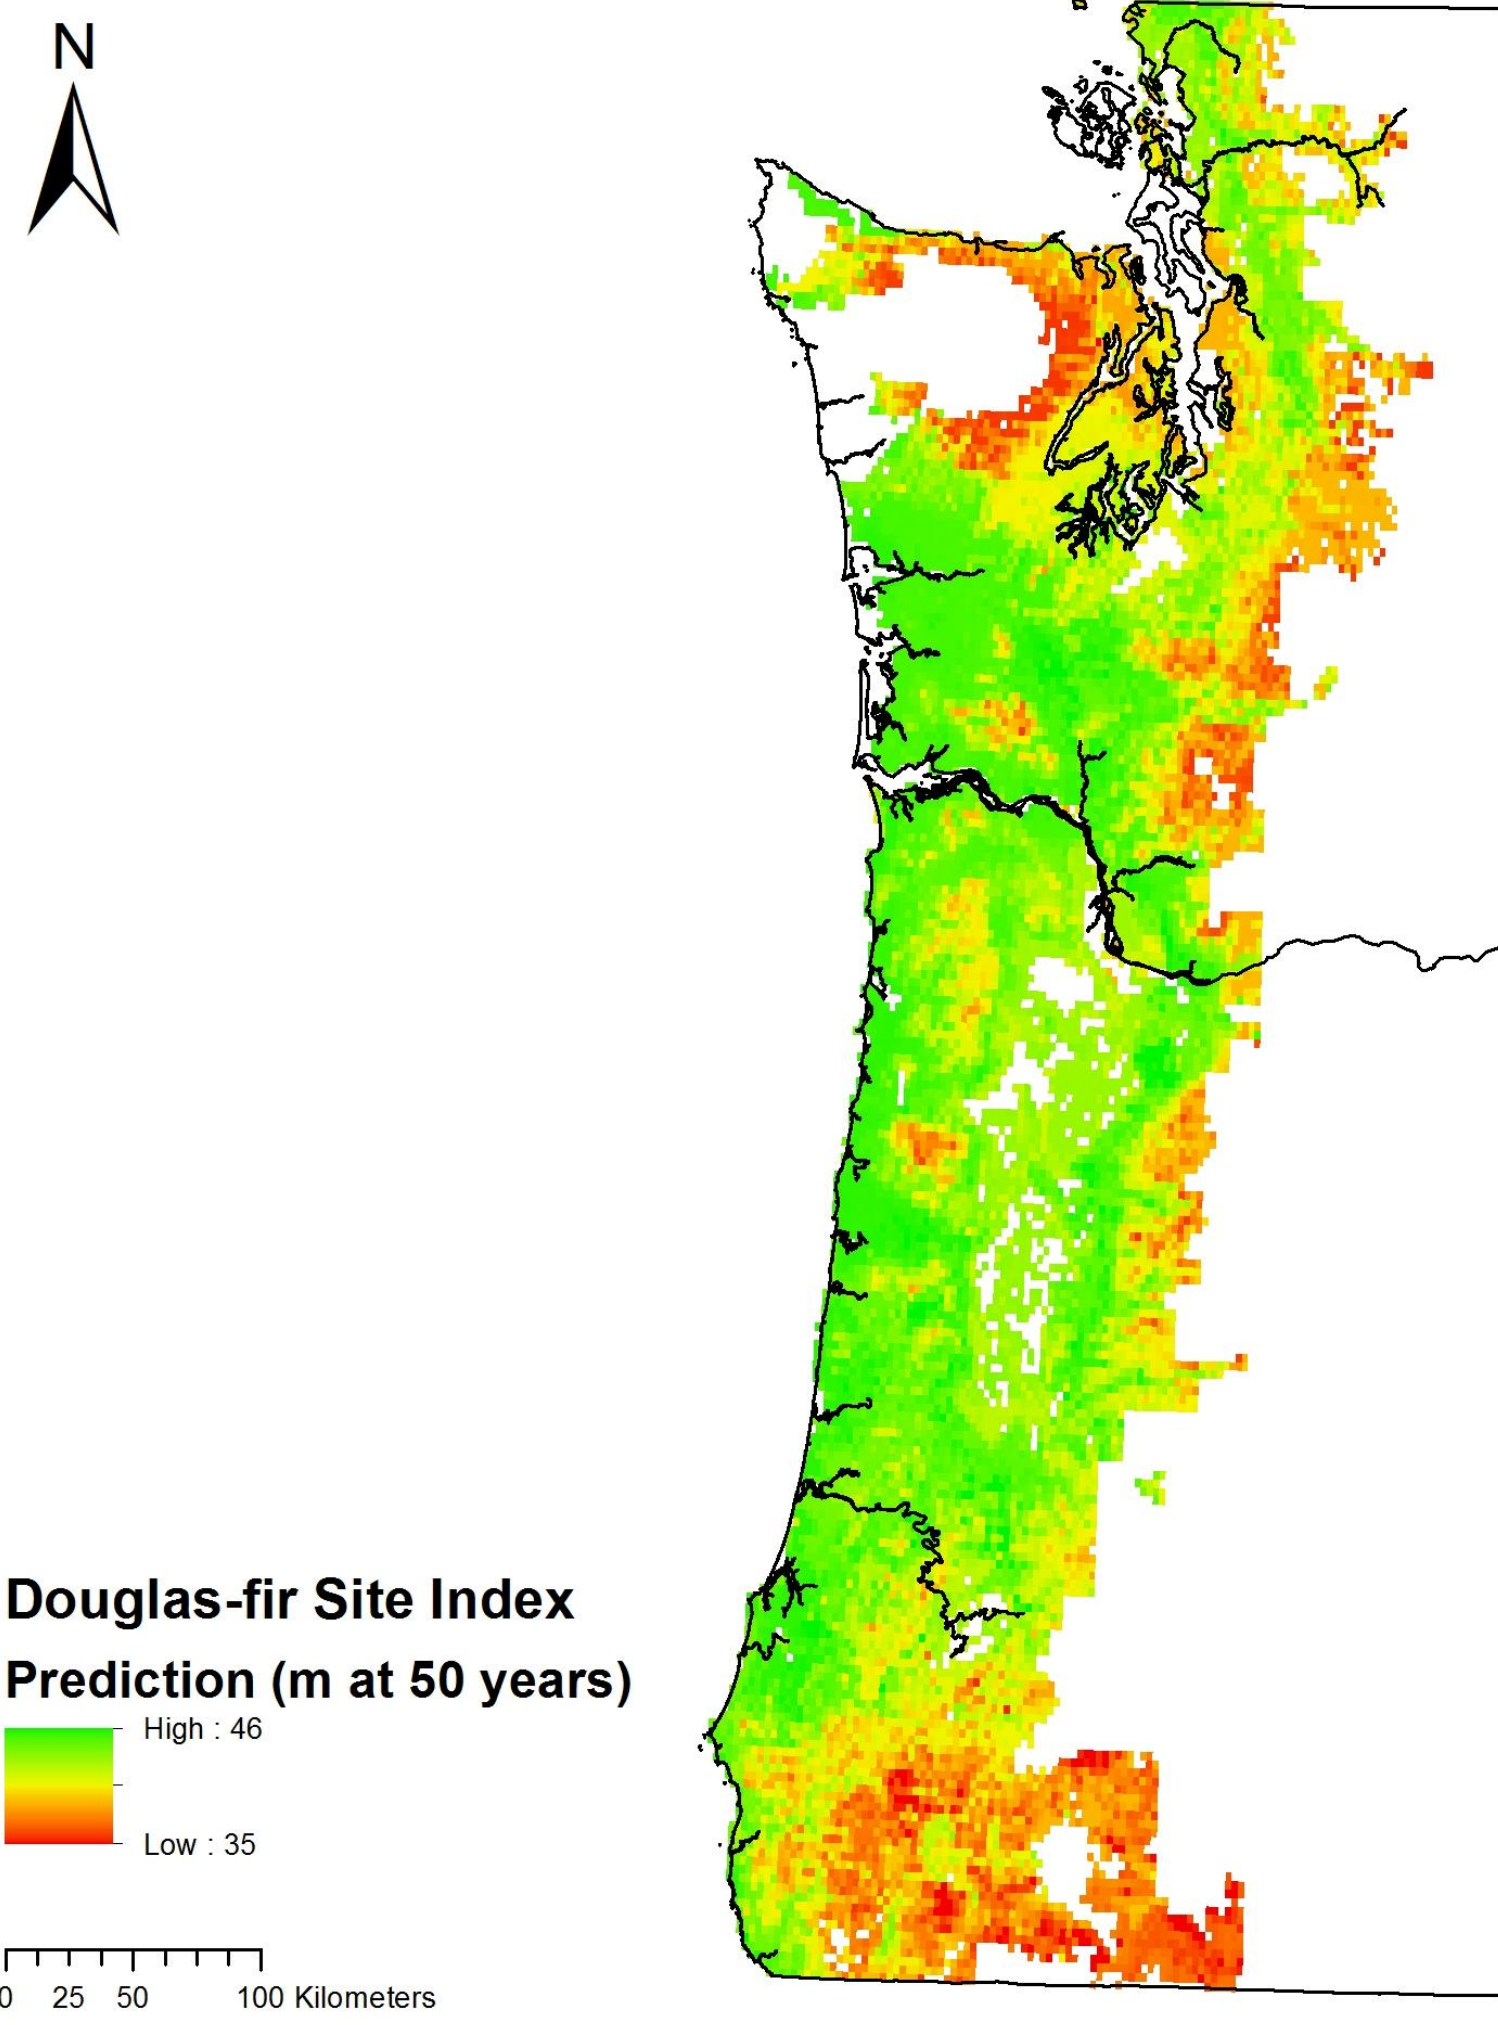 N
Douglas-fir Site Index
Prediction (m at 50 years)
High : 46
Low : 35
0 25 50 100 Kilometers